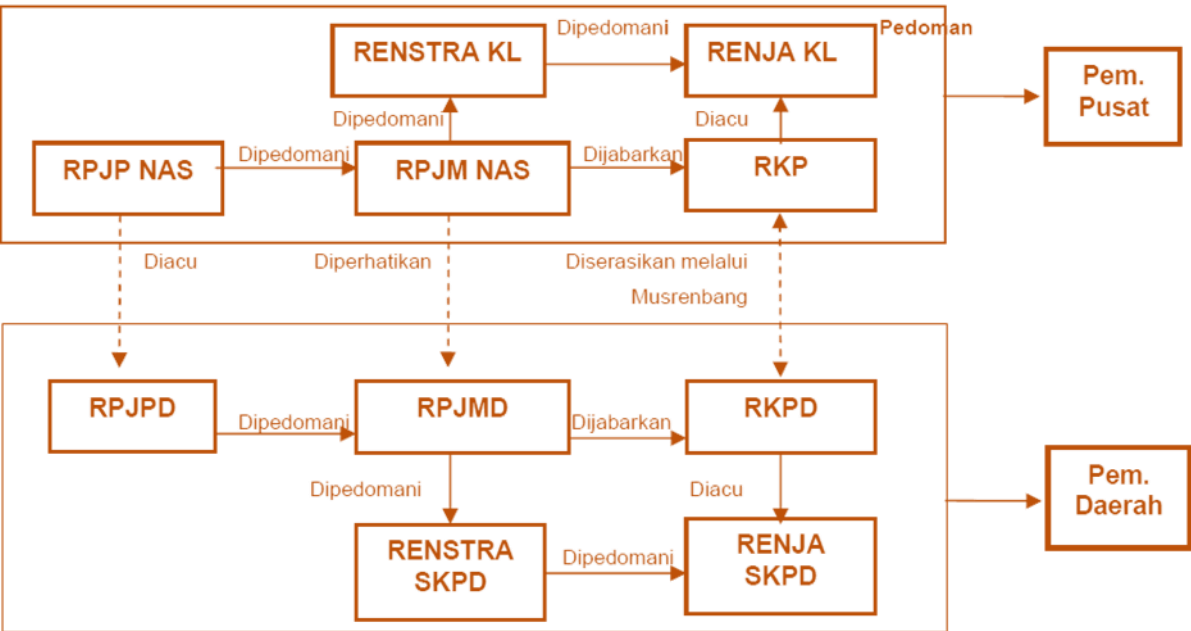 Dipedomani
Pedoman
RENSTRA KL
RENJA KL
Pem.
Pusat
Dipedomani
Diacu
RPJP NAS
Dipedomani
RPJM NAS
Dijabarkan
RKP
Diacu
Diperhatikan
Diserasikan melalui
Musrenbang
RPJPD
Dipedomani
RPJMD
Dijabarkan
RKPD
Dipedomani
Diacu
Pem.
Daerah
RENSTRA
SKPD
Dipedomani
RENJA
SKPD